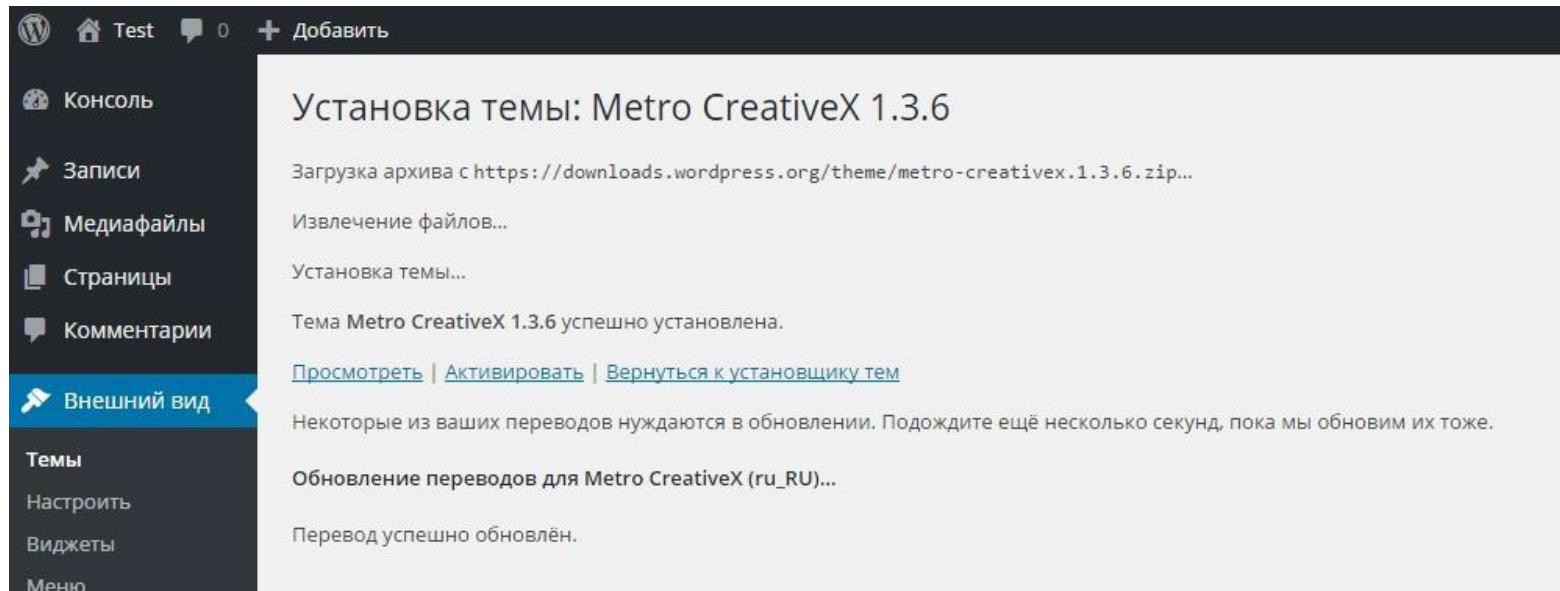 Test 0 + Добавить
Консоль
Записи
Медиафайлы
Страницы
Комментарии
Внешний вид
Темы
Настроить
Виджеты
Меню
Установка темы: Metro CreativeX 1.3.6
Загрузка архива с https://downloads.wordpress.org/theme/metro-creativex.1.3.6.zip…
Извлечение файлов…
Установка темы…
Тема Metro CreativeX 1.3.6 успешно установлена.
Просмотреть | Активировать | Вернуться к установщику тем
Некоторые из ваших переводов нуждаются в обновлении. Подождите ещё несколько секунд, пока мы обновим их тоже.
Обновление переводов для Metro CreativeX (ru_RU)…
Перевод успешно обновлён.